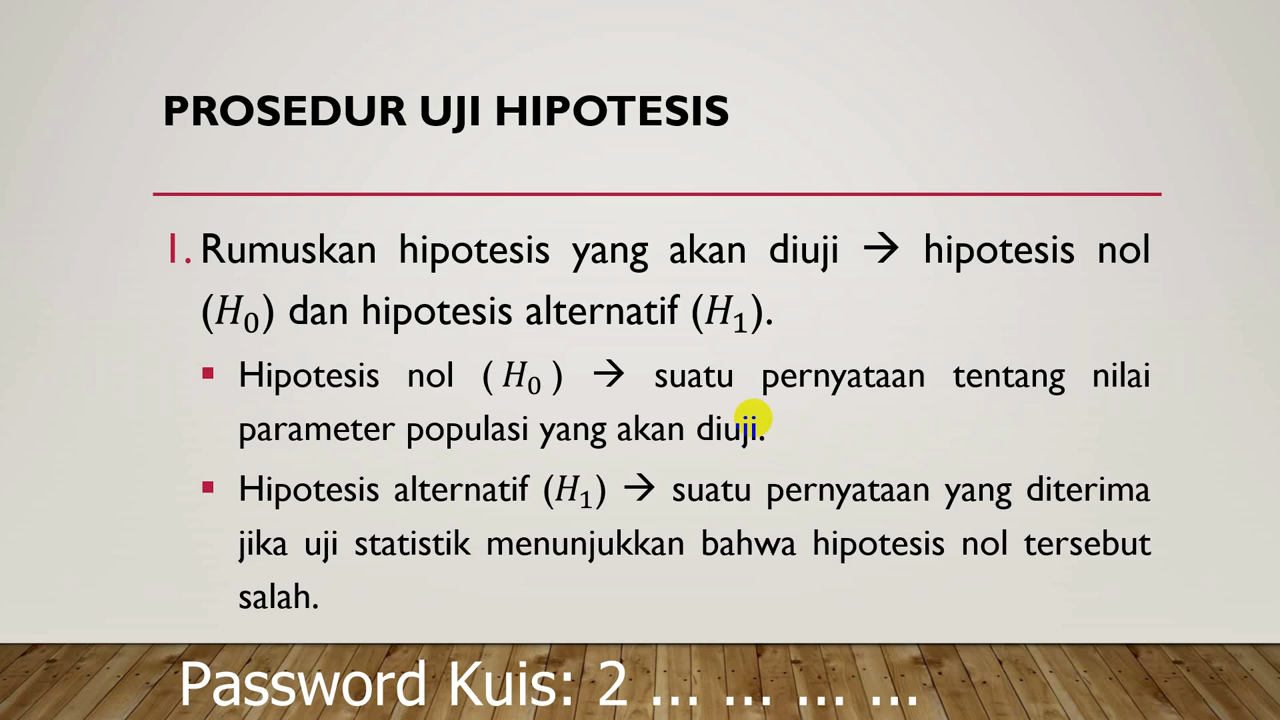 PROSEDUR UJI HIPOTESIS
1. Rumuskan hipotesis yang akan diuji → hipotesis nol
(H₀) dan hipotesis alternatif (H₁).
▪ Hipotesis nol ( H₀ ) → suatu pernyataan tentang nilai
parameter populasi yang akan diuji.
▪ Hipotesis alternatif (H₁) → suatu pernyataan yang diterima
jika uji statistik menunjukkan bahwa hipotesis nol tersebut
salah.
Password Kuis: 2 ... ... ... ...